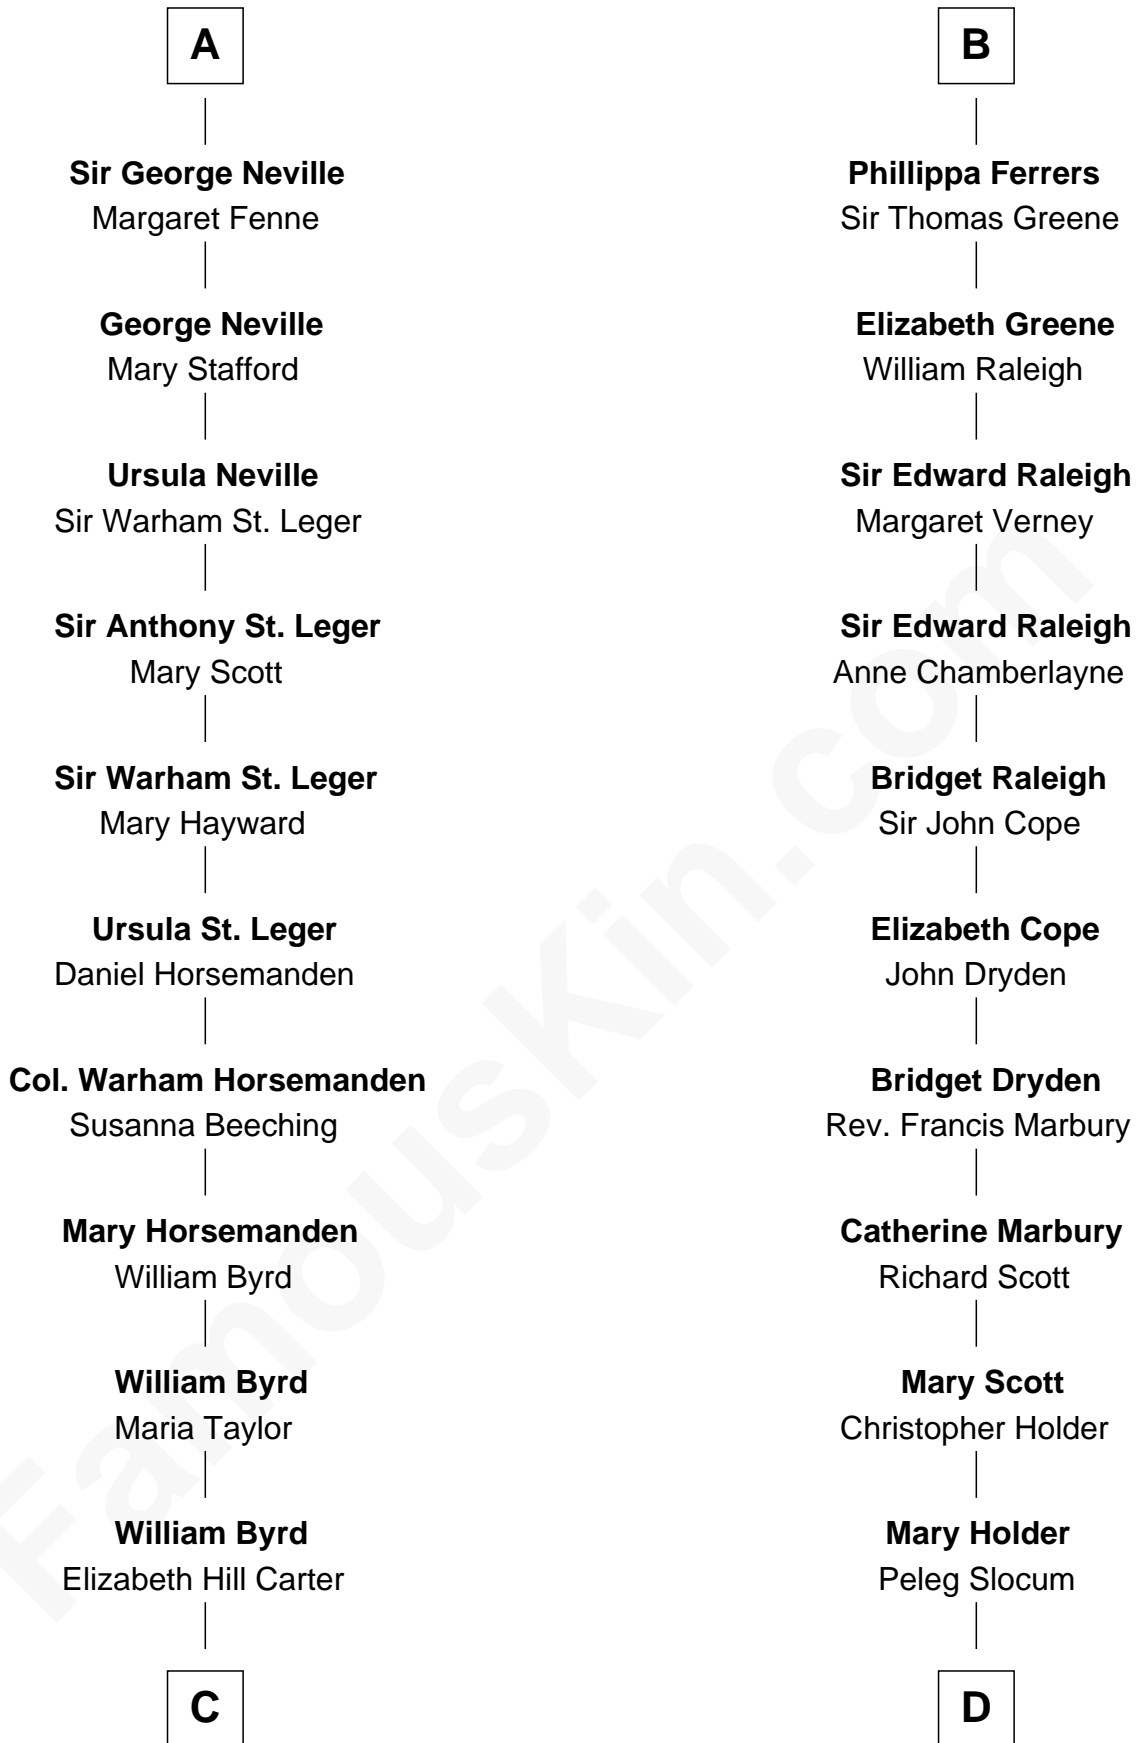 A
Sir George Neville
Margaret Fenne
George Neville
Mary Stafford
Ursula Neville
Sir Warham St. Leger
Sir Anthony St. Leger
Mary Scott
Sir Warham St. Leger
Mary Hayward
Ursula St. Leger
Daniel Horsemanden
Col. Warham Horsemanden
Susanna Beeching
Mary Horsemanden
William Byrd
William Byrd
Maria Taylor
William Byrd
Elizabeth Hill Carter
C
B
Phillippa Ferrers
Sir Thomas Greene
Elizabeth Greene
William Raleigh
Sir Edward Raleigh
Margaret Verney
Sir Edward Raleigh
Anne Chamberlayne
Bridget Raleigh
Sir John Cope
Elizabeth Cope
John Dryden
Bridget Dryden
Rev. Francis Marbury
Catherine Marbury
Richard Scott
Mary Scott
Christopher Holder
Mary Holder
Peleg Slocum
D
FamousKin.com